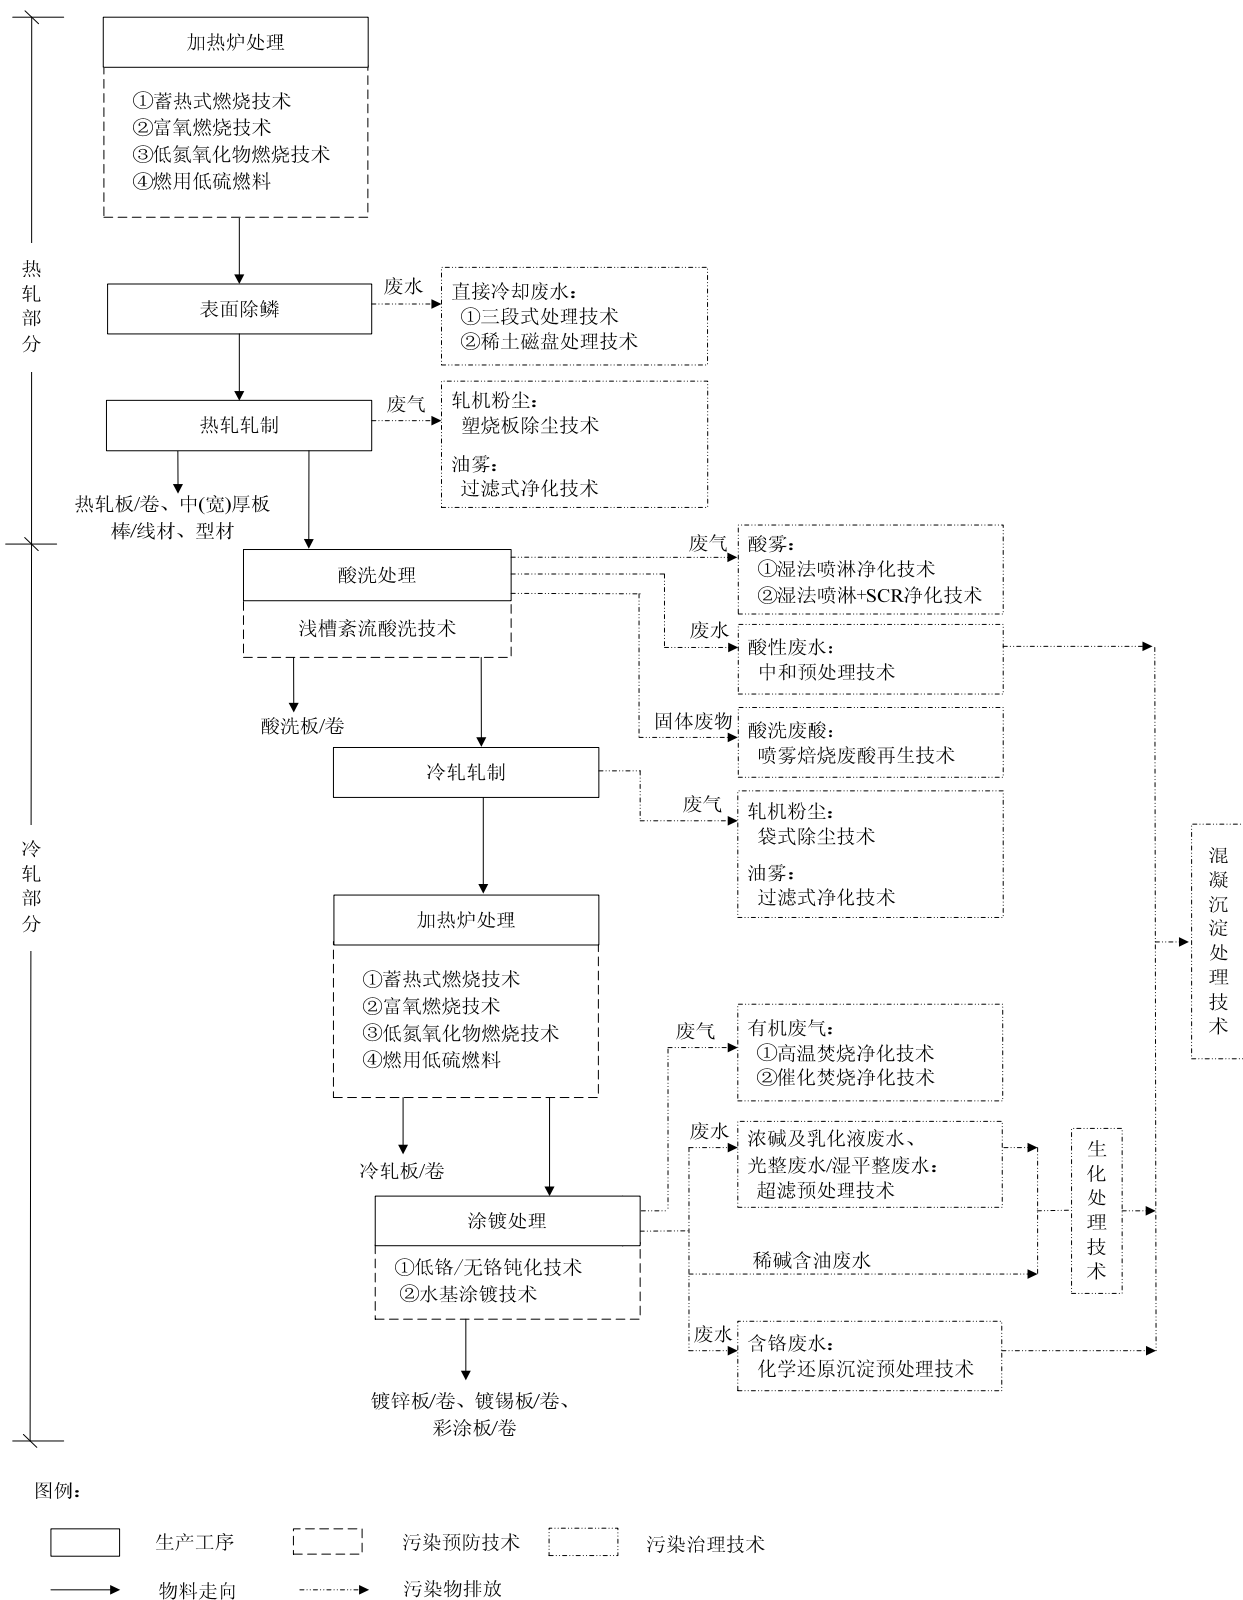 加热炉处理
①蓄热式燃烧技术
②富氧燃烧技术
③低氮氧化物燃烧技术
④燃用低硫燃料
热轧部分
表面除鳞
废水
直接冷却废水：
①三段式处理技术
②稀土磁盘处理技术
热轧轧制
废气
轧机粉尘：
塑烧板除尘技术
油雾：
过滤式净化技术
热轧板/卷、中(宽)厚板
棒/线材、型材
酸洗处理
浅槽紊流酸洗技术
废气
酸雾：
①湿法喷淋净化技术
②湿法喷淋+SCR净化技术
废水
酸性废水：
中和预处理技术
酸洗板/卷
固体废物
酸洗废酸：
喷雾焙烧废酸再生技术
冷轧轧制
废气
轧机粉尘：
袋式除尘技术
油雾：
过滤式净化技术
冷轧部分
混凝沉淀处理技术
加热炉处理
①蓄热式燃烧技术
②富氧燃烧技术
③低氮氧化物燃烧技术
④燃用低硫燃料
废气
有机废气：
①高温焚烧净化技术
②催化焚烧净化技术
冷轧板/卷
废水
浓碱及乳化液废水、
光整废水/湿平整废水：
超滤预处理技术
生化处理技术
涂镀处理
①低铬/无铬钝化技术
②水基涂镀技术
稀碱含油废水
废水
含铬废水：
化学还原沉淀预处理技术
镀锌板/卷、镀锡板/卷、
彩涂板/卷
图例：
生产工序
污染预防技术
污染治理技术
物料走向
污染物排放